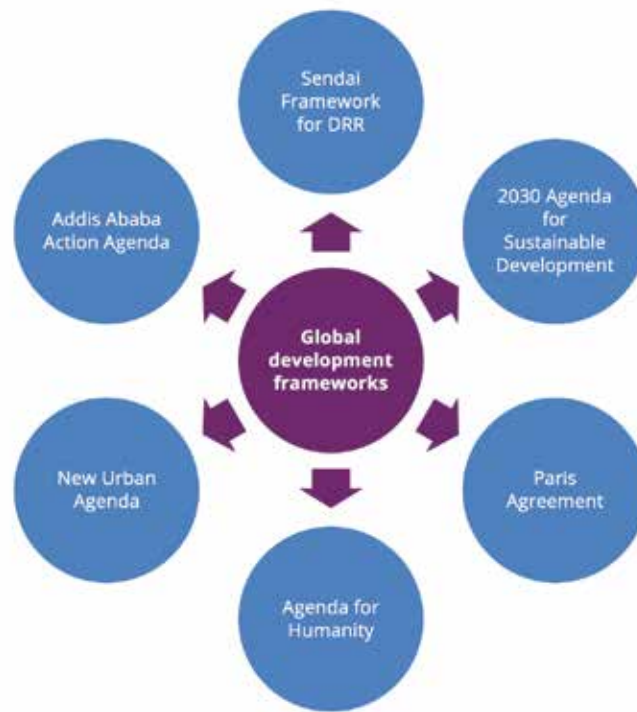 Sendai
Framework
for DRR
2030 Agenda
for
Sustainable
Development
Paris
Agreement
Agenda for
Humanity
New Urban
Agenda
Addis Ababa
Action Agenda
Global
development
frameworks